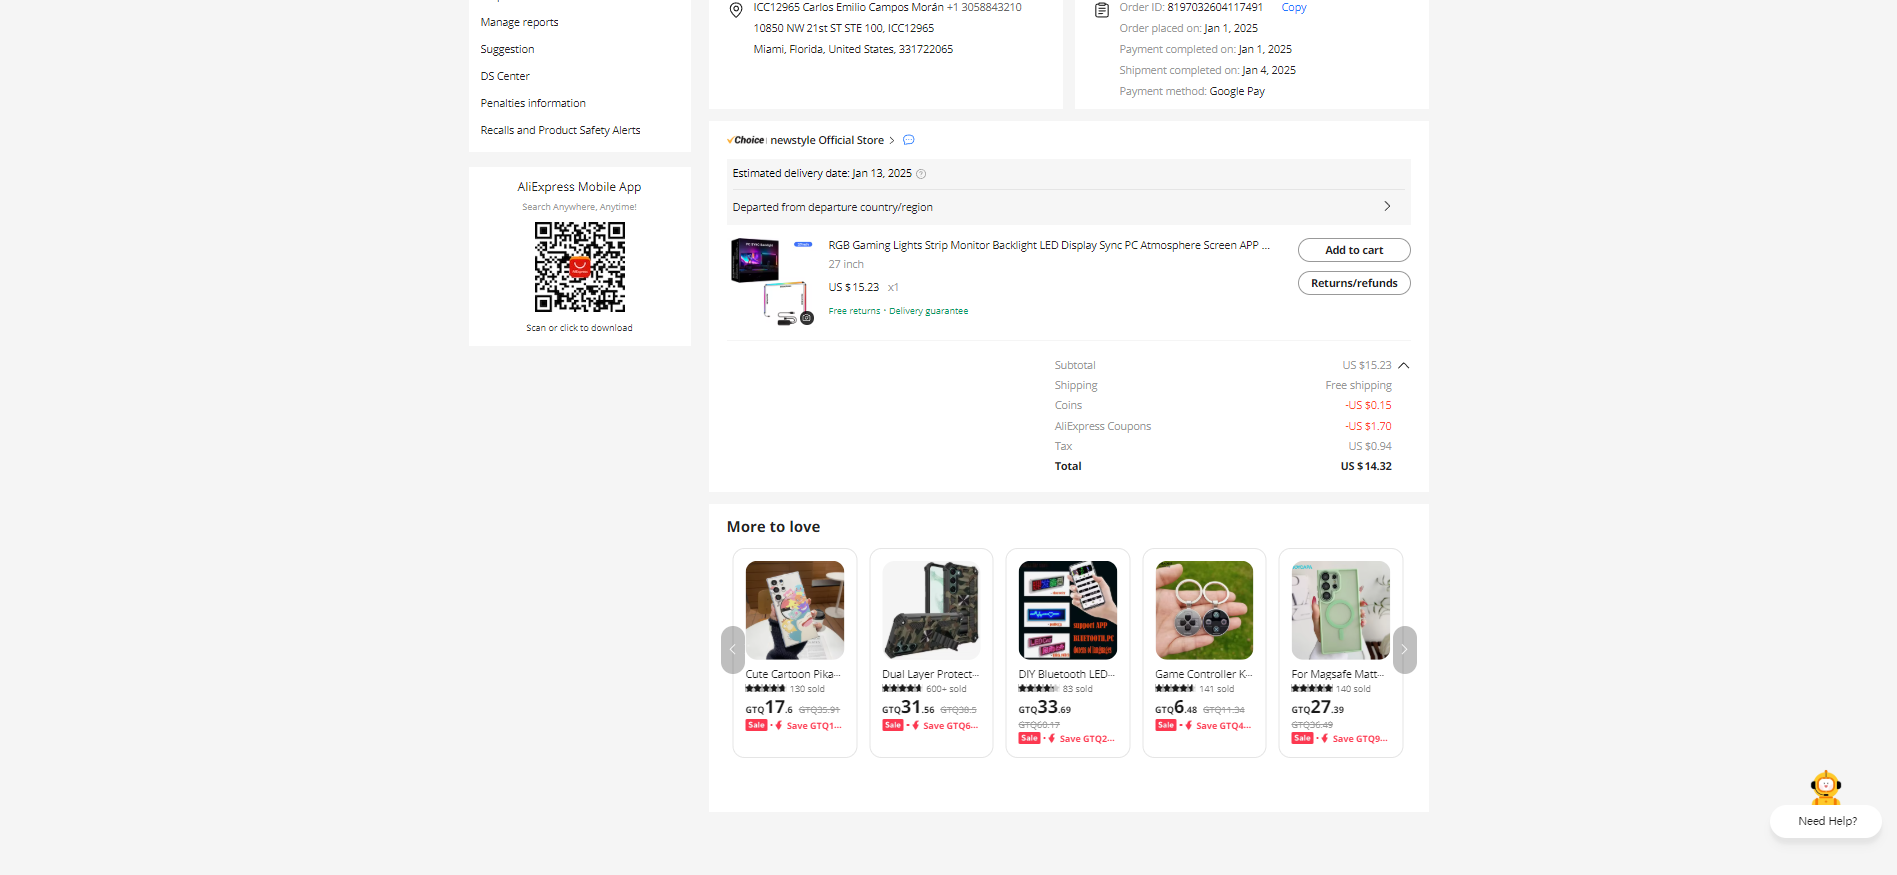 Manage reports
Suggestion
DS Center
Penalties information
Recalls and Product Safety Alerts
AliExpress Mobile App
Search Anywhere, Anytime!
Scan or click to download
ICC12965 Carlos Emilio Campos Morán +1 3058843210
10850 NW 21st ST STE 100, ICC12965
Miami, Florida, United States, 331722065
Order ID: 8197032604117491 Copy
Order placed on: Jan 1, 2025
Payment completed on: Jan 1, 2025
Shipment completed on: Jan 4, 2025
Payment method: Google Pay
Choice newstyle Official Store
Estimated delivery date: Jan 13, 2025
Departed from departure country/region
RGB Gaming Lights Strip Monitor Backlight LED Display Sync PC Atmosphere Screen APP ...
27 inch
US $15.23 x1
Free returns · Delivery guarantee
Add to cart
Returns/refunds
Subtotal US $15.23
Shipping Free shipping
Coins -US $0.15
AliExpress Coupons -US $1.70
Tax US $0.94
Total US $14.32
More to love
Cute Cartoon Pika...
130 sold
GTQ17.6 GTQ35.91
Sale · Save GTQ1...
Dual Layer Protect...
600+ sold
GTQ31.56 GTQ38.5
Sale · Save GTQ6...
support APP
BLUETOOTH,PC
DIY Bluetooth LED...
83 sold
GTQ33.69
GTQ60.17
Sale · Save GTQ2...
Game Controller K...
141 sold
GTQ6.48 GTQ11.34
Sale · Save GTQ4...
For Magsafe Matt...
140 sold
GTQ27.39
GTQ36.49
Sale · Save GTQ9...
Need Help?